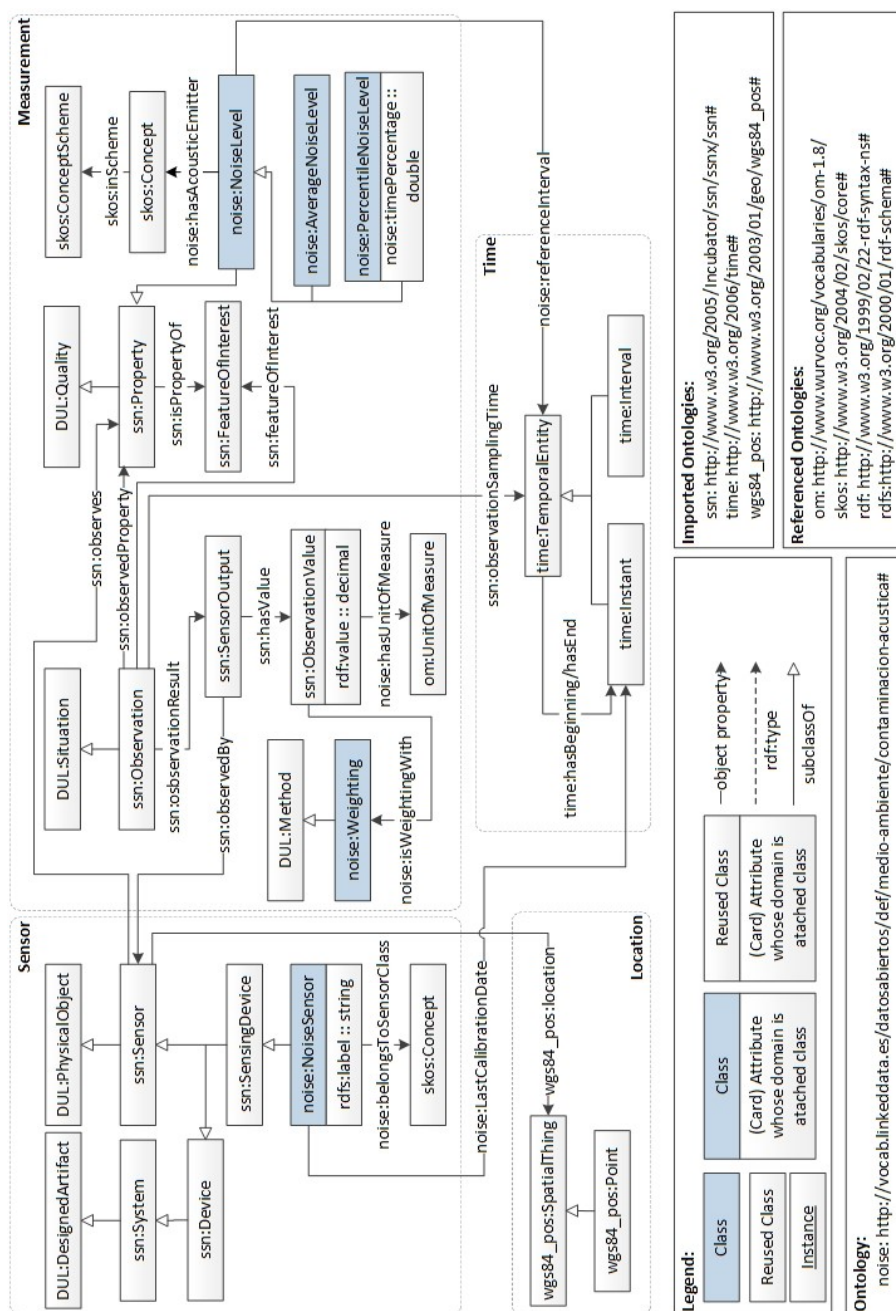 Sensor
DUL:DesignedArtifact
DUL:PhysicalObject
ssn:System
ssn:Sensor
ssn:Device
ssn:SensingDevice
noise:NoiseSensor
rdfs:label :: string
noise:belongsToSensorClass
skos:Concept
noise:LastCalibrationDate
Measurement
DUL:Situation
ssn:observes
DUL:Quality
skos:ConceptScheme
skos:inScheme
ssn:Observation
ssn:observedProperty
ssn:Property
skos:Concept
ssn:osbservationResult
ssn:isPropertyOf
noise:hasAcousticEmitter
ssn:observedBy
ssn:SensorOutput
ssn:FeatureOfInterest
noise:NoiseLevel
ssn:hasValue
ssn:featureOfInterest
DUL:Method
ssn:ObservationValue
rdf:value :: decimal
noise:AverageNoiseLevel
noise:Weighting
noise:hasUnitOfMeasure
noise:PercentileNoiseLevel
noise:timePercentage ::
double
noise:isWeightingWith
om:UnitOfMeasure
Location
wgs84_pos:SpatialThing
wgs84_pos:location
wgs84_pos:Point
Time
ssn:observationSamplingTime
noise:referenceInterval
time:TemporalEntity
time:hasBeginning/hasEnd
time:Instant
time:Interval
Legend:
Class
Reused Class
Instance
Class
(Card) Attribute
whose domain is
atached class
Reused Class
(Card) Attribute
whose domain is
atached class
object property
rdf:type
subclassOf
Imported Ontologies:
ssn: http://www.w3.org/2005/Incubator/ssn/ssnx/ssn#
time: http://www.w3.org/2006/time#
wgs84_pos: http://www.w3.org/2003/01/geo/wgs84_pos#
Referenced Ontologies:
om: http://www.wurvoc.org/vocabularies/om-1.8/
skos: http://www.w3.org/2004/02/skos/core#
rdf: http://www.w3.org/1999/02/22-rdf-syntax-ns#
rdfs:http://www.w3.org/2000/01/rdf-schema#
Ontology:
noise: http://vocab.linkeddata.es/datosabiertos/def/medio-ambiente/contaminacion-acustica#